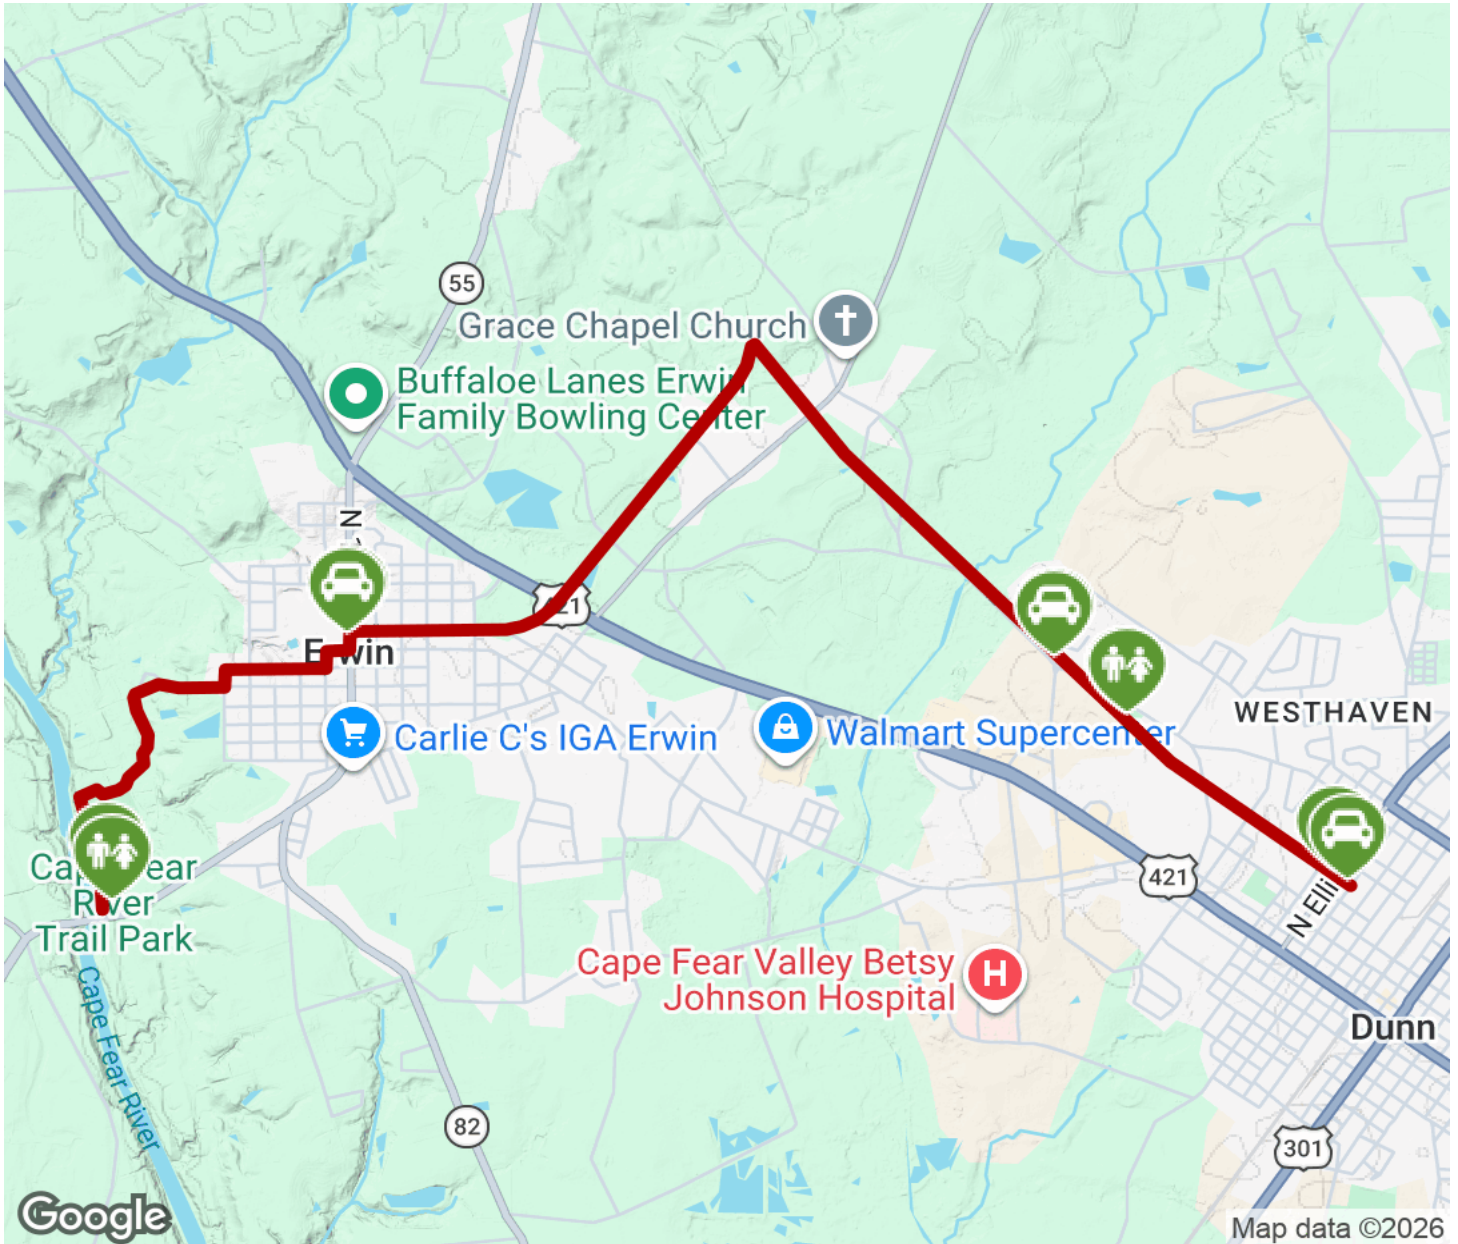 55
Grace Chapel Church
Buffaloe Lanes Erwin
Family Bowling Center
N
421
Erwin
WESTHAVEN
Carlie C's IGA Erwin
Walmart Supercenter
Cape Fear
River
Trail Park
421
N Elli
Cape Fear Valley Betsy
Johnson Hospital
H
Cape Fear River
Dunn
82
301
Google
Map data ©2026